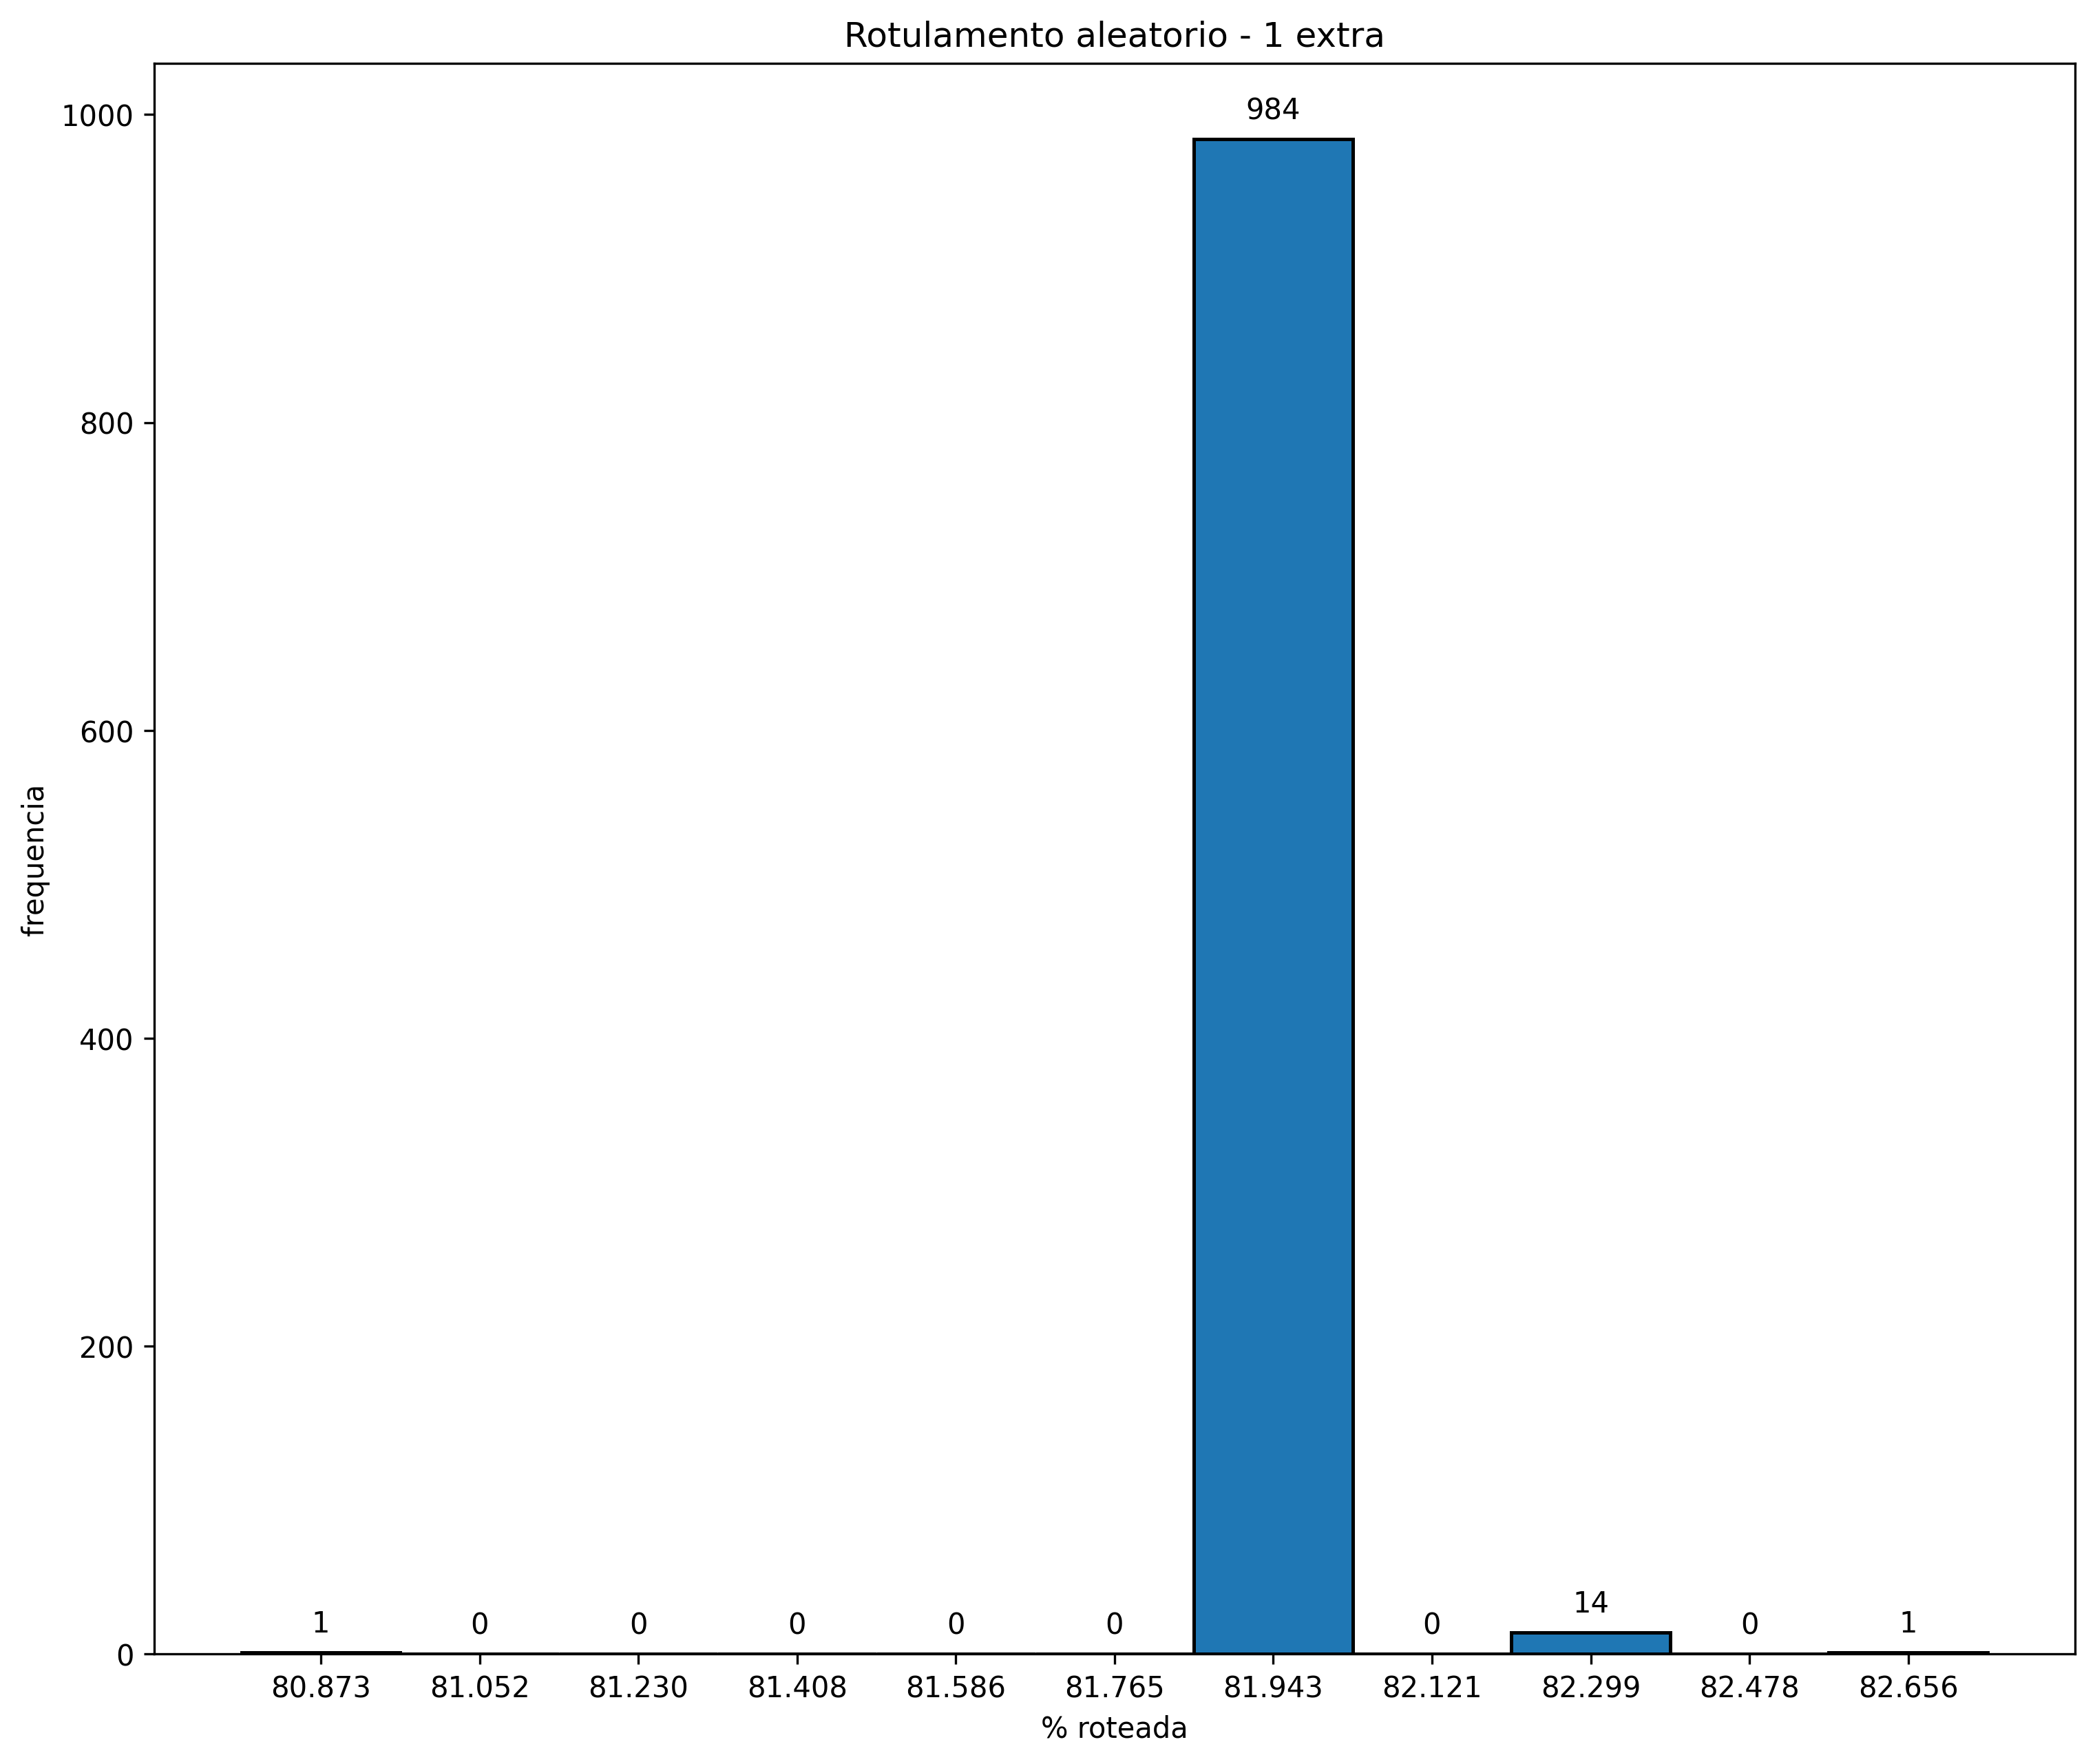 Rotulamento aleatorio - 1 extra
1000
800
600
400
200
0
frequencia
984
1 0 0 0 0 0 0 14 0 1
80.873 81.052 81.230 81.408 81.586 81.765 81.943 82.121 82.299 82.478 82.656
% roteada